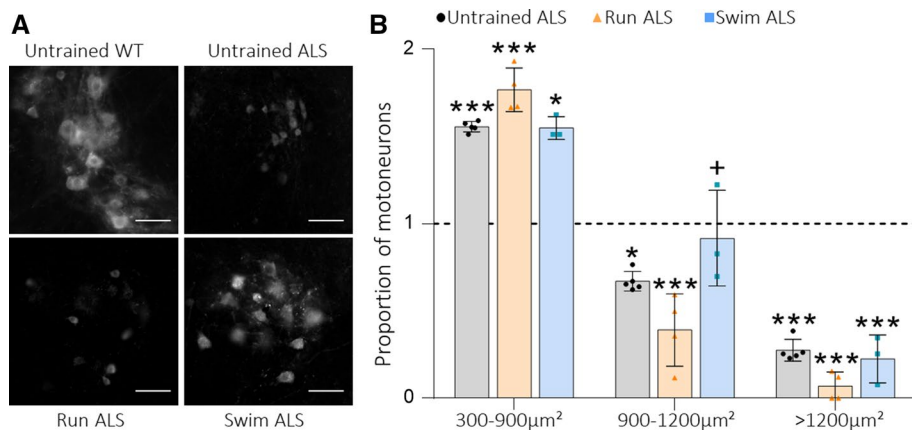 A
Untrained WT
Untrained ALS
Run ALS
Swim ALS
B
Untrained ALS
Run ALS
Swim ALS
Proportion of motoneurons
2
1
0
***
***
*
*
***
+
***
***
***
300-900µm²
900-1200µm²
>1200µm²